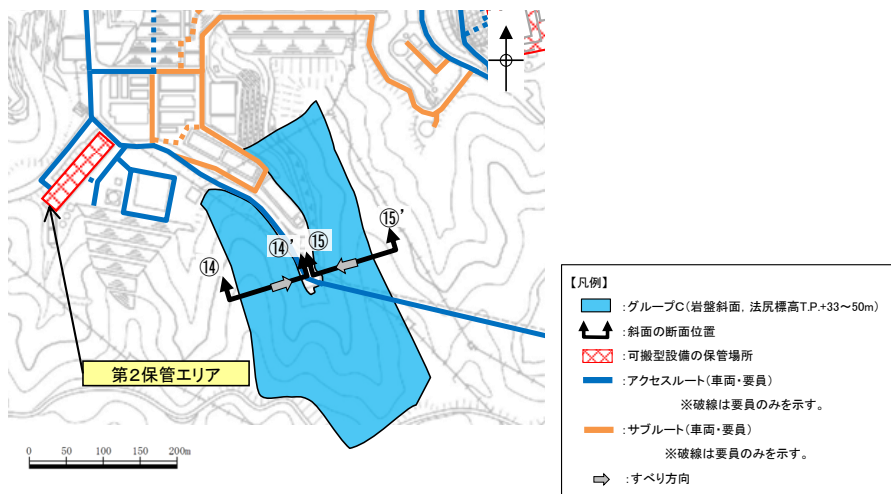 ⑮'
⑭'
⑮
⑭
第2保管エリア
0 50 100 150 200m
【凡例】
:グループC(岩盤斜面, 法尻標高T.P.+33~50m)
:斜面の断面位置
:可搬型設備の保管場所
:アクセスルート(車両・要員)
※破線は要員のみを示す。
:サブルート(車両・要員)
※破線は要員のみを示す。
:すべり方向